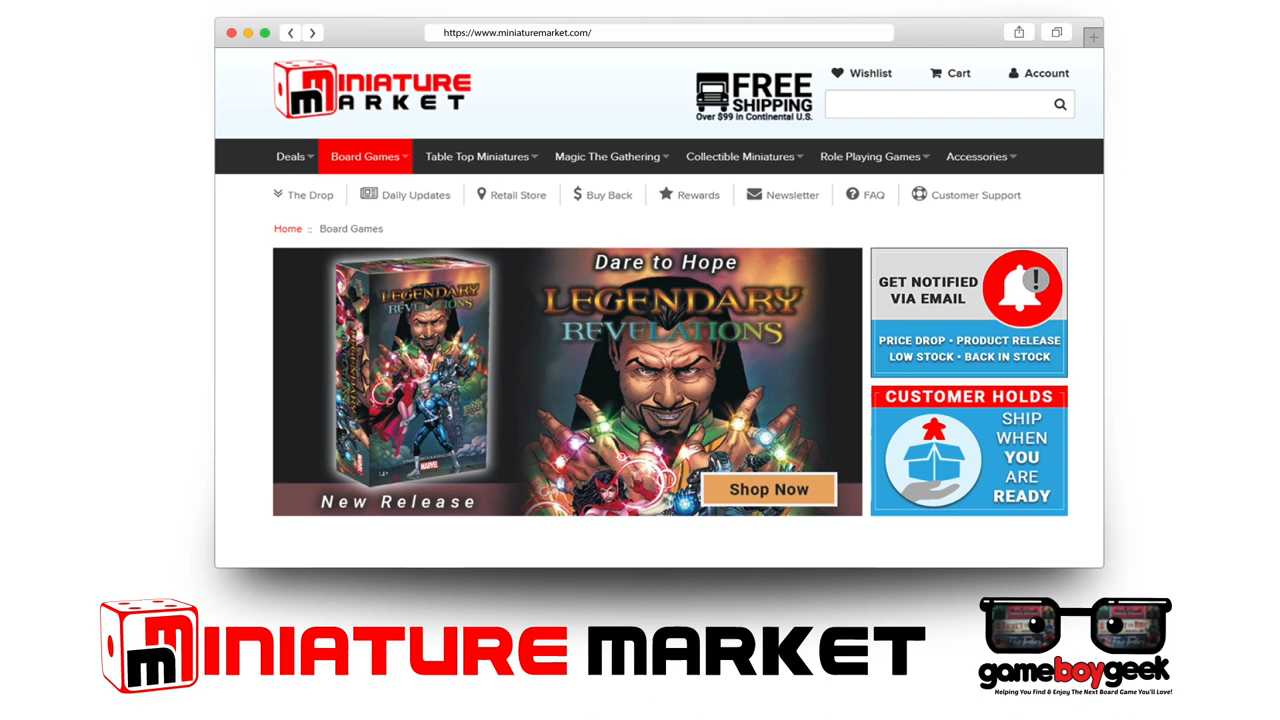 https://www.miniaturemarket.com/
MINIATURE
MARKET
FREE
SHIPPING
Over $99 in Continental U.S.
Wishlist
Cart
Account
Deals
Board Games
Table Top Miniatures
Magic The Gathering
Collectible Miniatures
Role Playing Games
Accessories
The Drop
Daily Updates
Retail Store
Buy Back
Rewards
Newsletter
FAQ
Customer Support
Home :: Board Games
LEGENDARY
REVELATIONS
MARVEL
New Release
Dare to Hope
LEGENDARY
REVELATIONS
Shop Now
GET NOTIFIED
VIA EMAIL
PRICE DROP • PRODUCT RELEASE
LOW STOCK • BACK IN STOCK
CUSTOMER HOLDS
SHIP
WHEN
YOU
ARE
READY
MINIATURE MARKET
gameboygeek
Helping You Find & Enjoy The Next Board Game You'll Love!